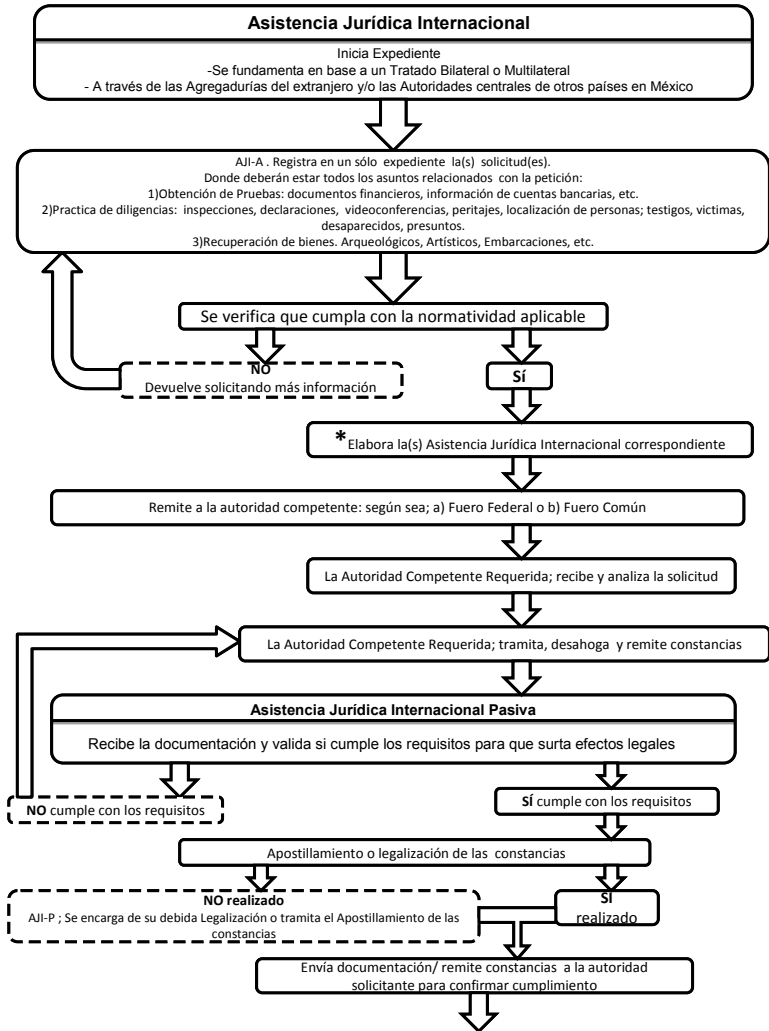 Asistencia Jurídica Internacional
Inicia Expediente
-Se fundamenta en base a un Tratado Bilateral o Multilateral
- A través de las Agregadurías del extranjero y/o las Autoridades centrales de otros países en México
AJI-A . Registra en un sólo expediente la(s) solicitud(es).
Donde deberán estar todos los asuntos relacionados con la petición:
1)Obtención de Pruebas: documentos financieros, información de cuentas bancarias, etc.
2)Practica de diligencias: inspecciones, declaraciones, videoconferencias, peritajes, localización de personas; testigos, victimas,
desaparecidos, presuntos.
3)Recuperación de bienes. Arqueológicos, Artísticos, Embarcaciones, etc.
Se verifica que cumpla con la normatividad aplicable
NO
Devuelve solicitando más información
Sí
*Elabora la(s) Asistencia Jurídica Internacional correspondiente
Remite a la autoridad competente: según sea; a) Fuero Federal o b) Fuero Común
La Autoridad Competente Requerida; recibe y analiza la solicitud
La Autoridad Competente Requerida; tramita, desahoga y remite constancias
Asistencia Jurídica Internacional Pasiva
Recibe la documentación y valida si cumple los requisitos para que surta efectos legales
NO cumple con los requisitos
SÍ cumple con los requisitos
Apostillamiento o legalización de las constancias
NO realizado
AJI-P ; Se encarga de su debida Legalización o tramita el Apostillamiento de las
constancias
SÍ
realizado
Envía documentación/ remite constancias a la autoridad
solicitante para confirmar cumplimiento